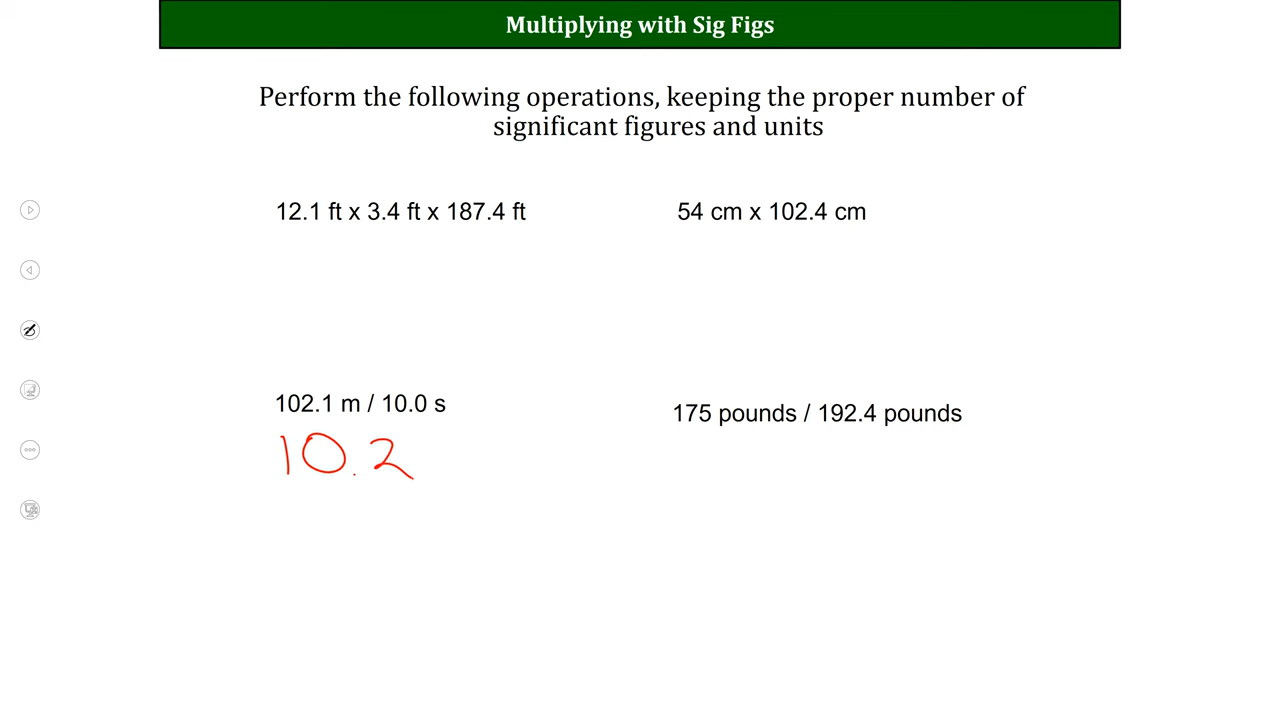 Multiplying with Sig Figs
Perform the following operations, keeping the proper number of
significant figures and units
12.1 ft x 3.4 ft x 187.4 ft
54 cm x 102.4 cm
102.1 m / 10.0 s
175 pounds / 192.4 pounds
10.2